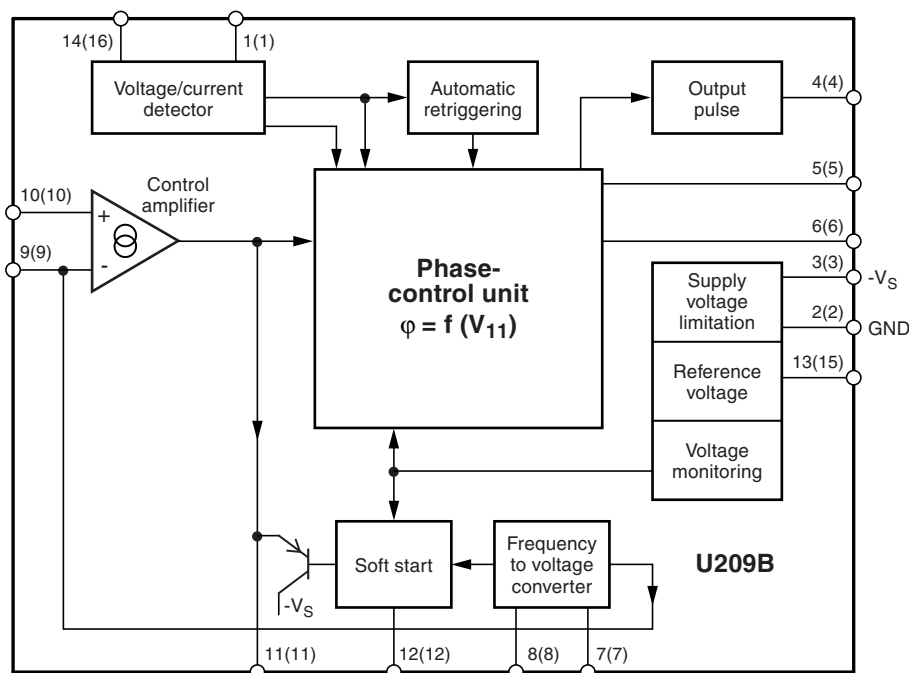 14(16)
1(1)
Voltage/current
detector
Automatic
retriggering
Output
pulse
4(4)
10(10)
Control
amplifier
+
9(9)
-
5(5)
6(6)
Phase-
control unit
φ = f (V11)
Supply
voltage
limitation
3(3)
-VS
2(2)
GND
Reference
voltage
13(15)
Voltage
monitoring
-VS
Soft start
Frequency
to voltage
converter
U209B
11(11)
12(12)
8(8)
7(7)